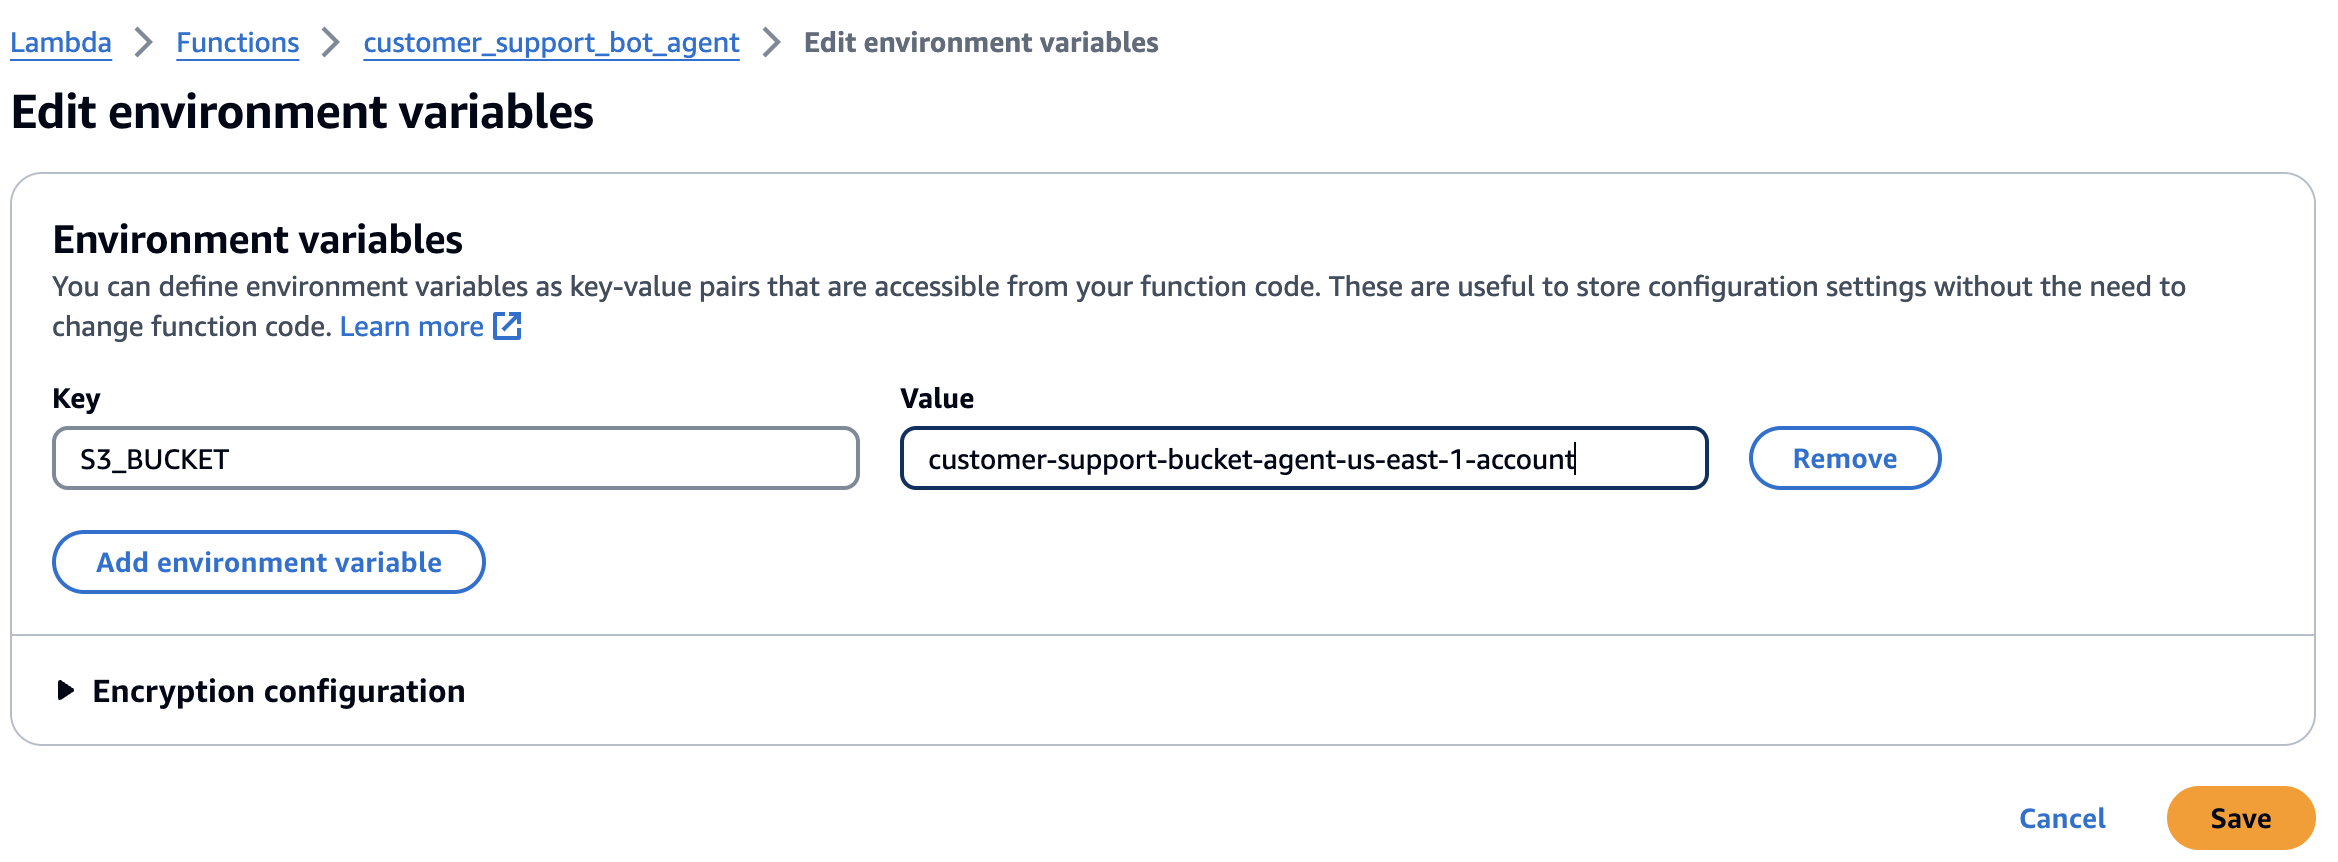 Lambda > Functions > customer_support_bot_agent > Edit environment variables
Edit environment variables
Environment variables
You can define environment variables as key-value pairs that are accessible from your function code. These are useful to store configuration settings without the need to
change function code. Learn more
Key Value
S3_BUCKET customer-support-bucket-agent-us-east-1-account Remove
Add environment variable
Encryption configuration
Cancel Save